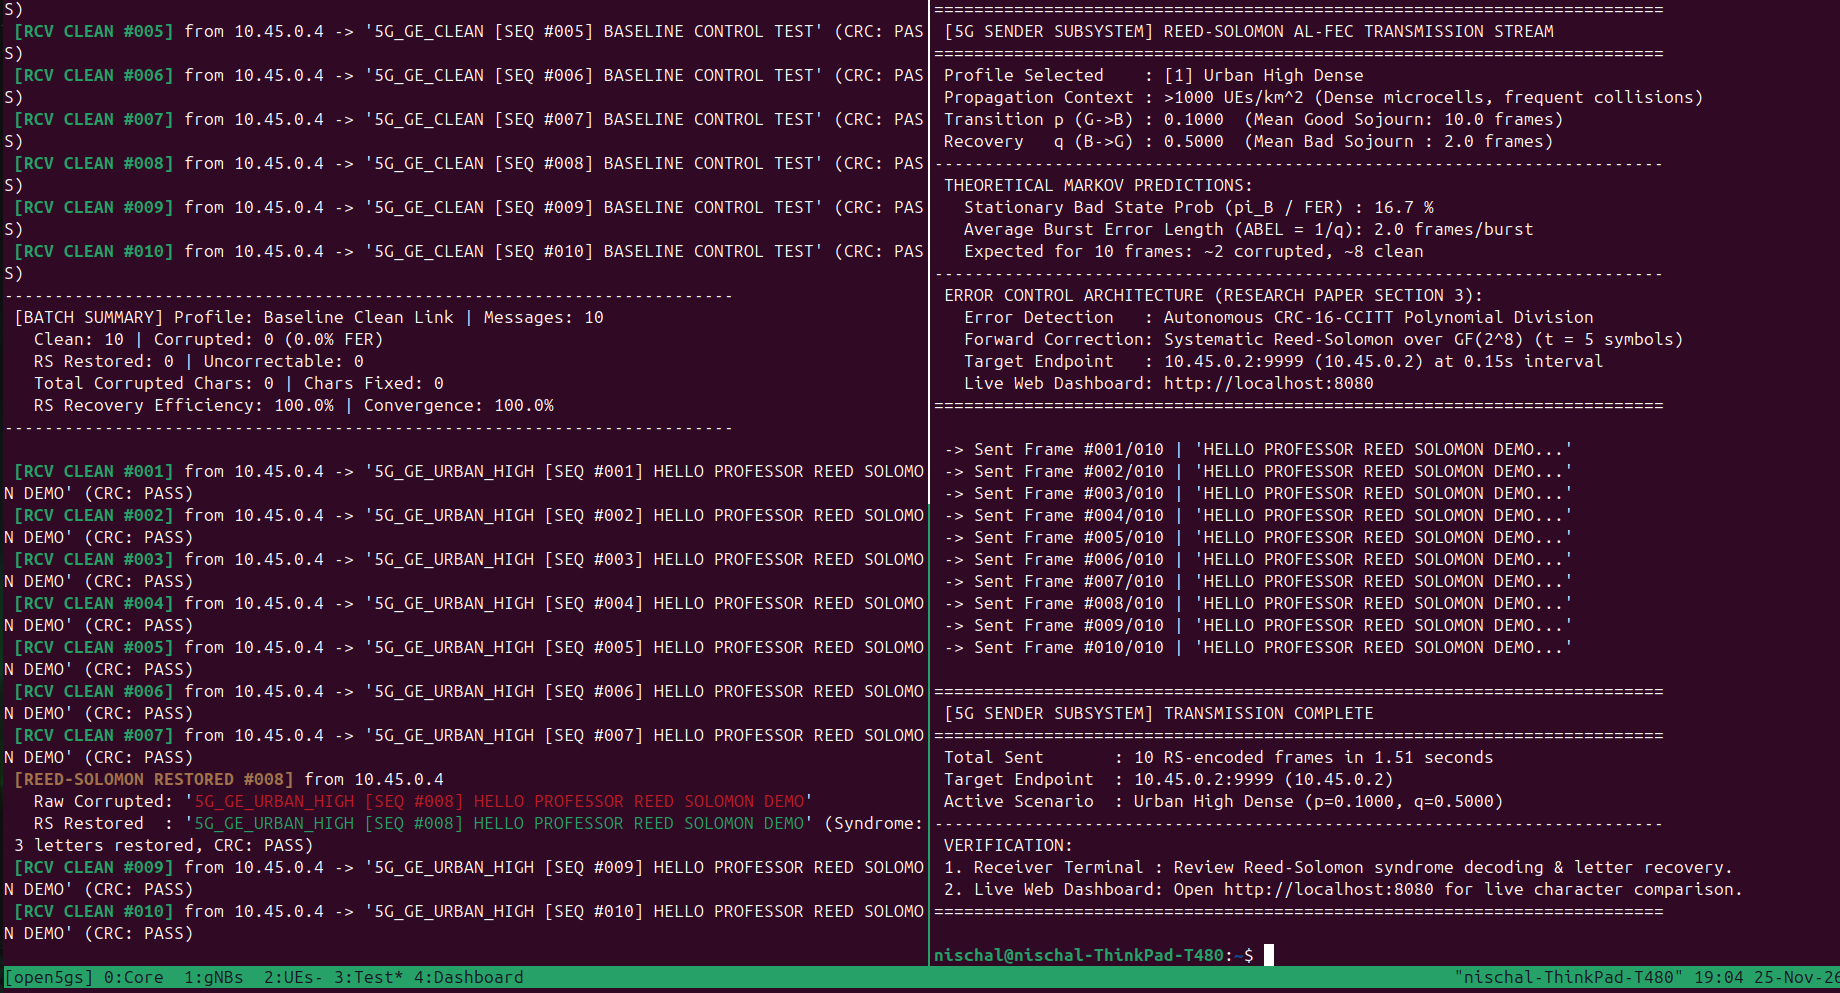 S)
[RCV CLEAN #005] from 10.45.0.4 -> '5G_GE_CLEAN [SEQ #005] BASELINE CONTROL TEST' (CRC: PAS
S)
[RCV CLEAN #006] from 10.45.0.4 -> '5G_GE_CLEAN [SEQ #006] BASELINE CONTROL TEST' (CRC: PAS
S)
[RCV CLEAN #007] from 10.45.0.4 -> '5G_GE_CLEAN [SEQ #007] BASELINE CONTROL TEST' (CRC: PAS
S)
[RCV CLEAN #008] from 10.45.0.4 -> '5G_GE_CLEAN [SEQ #008] BASELINE CONTROL TEST' (CRC: PAS
S)
[RCV CLEAN #009] from 10.45.0.4 -> '5G_GE_CLEAN [SEQ #009] BASELINE CONTROL TEST' (CRC: PAS
S)
[RCV CLEAN #010] from 10.45.0.4 -> '5G_GE_CLEAN [SEQ #010] BASELINE CONTROL TEST' (CRC: PAS
S)
-------------------------------------------------------------------------
[BATCH SUMMARY] Profile: Baseline Clean Link | Messages: 10
Clean: 10 | Corrupted: 0 (0.0% FER)
RS Restored: 0 | Uncorrectable: 0
Total Corrupted Chars: 0 | Chars Fixed: 0
RS Recovery Efficiency: 100.0% | Convergence: 100.0%
-------------------------------------------------------------------------
[RCV CLEAN #001] from 10.45.0.4 -> '5G_GE_URBAN_HIGH [SEQ #001] HELLO PROFESSOR REED SOLOMO
N DEMO' (CRC: PASS)
[RCV CLEAN #002] from 10.45.0.4 -> '5G_GE_URBAN_HIGH [SEQ #002] HELLO PROFESSOR REED SOLOMO
N DEMO' (CRC: PASS)
[RCV CLEAN #003] from 10.45.0.4 -> '5G_GE_URBAN_HIGH [SEQ #003] HELLO PROFESSOR REED SOLOMO
N DEMO' (CRC: PASS)
[RCV CLEAN #004] from 10.45.0.4 -> '5G_GE_URBAN_HIGH [SEQ #004] HELLO PROFESSOR REED SOLOMO
N DEMO' (CRC: PASS)
[RCV CLEAN #005] from 10.45.0.4 -> '5G_GE_URBAN_HIGH [SEQ #005] HELLO PROFESSOR REED SOLOMO
N DEMO' (CRC: PASS)
[RCV CLEAN #006] from 10.45.0.4 -> '5G_GE_URBAN_HIGH [SEQ #006] HELLO PROFESSOR REED SOLOMO
N DEMO' (CRC: PASS)
[RCV CLEAN #007] from 10.45.0.4 -> '5G_GE_URBAN_HIGH [SEQ #007] HELLO PROFESSOR REED SOLOMO
N DEMO' (CRC: PASS)
[REED-SOLOMON RESTORED #008] from 10.45.0.4
Raw Corrupted: '5G_GE_URBAN_HIGH [SEQ #008] HELLO PROFE5SOR REED SOLOMON DEMO'
RS Restored  : '5G_GE_URBAN_HIGH [SEQ #008] HELLO PROFESSOR REED SOLOMON DEMO' (Syndrome:
3 letters restored, CRC: PASS)
[RCV CLEAN #009] from 10.45.0.4 -> '5G_GE_URBAN_HIGH [SEQ #009] HELLO PROFESSOR REED SOLOMO
N DEMO' (CRC: PASS)
[RCV CLEAN #010] from 10.45.0.4 -> '5G_GE_URBAN_HIGH [SEQ #010] HELLO PROFESSOR REED SOLOMO
N DEMO' (CRC: PASS)
=========================================================================
[5G SENDER SUBSYSTEM] REED-SOLOMON AL-FEC TRANSMISSION STREAM
=========================================================================
Profile Selected    : [1] Urban High Dense
Propagation Context : >1000 UEs/km^2 (Dense microcells, frequent collisions)
Transition p (G->B) : 0.1000  (Mean Good Sojourn: 10.0 frames)
Recovery   q (B->G) : 0.5000  (Mean Bad Sojourn : 2.0 frames)
-------------------------------------------------------------------------
THEORETICAL MARKOV PREDICTIONS:
Stationary Bad State Prob (pi_B / FER) : 16.7 %
Average Burst Error Length (ABEL = 1/q): 2.0 frames/burst
Expected for 10 frames: ~2 corrupted, ~8 clean
-------------------------------------------------------------------------
ERROR CONTROL ARCHITECTURE (RESEARCH PAPER SECTION 3):
Error Detection   : Autonomous CRC-16-CCITT Polynomial Division
Forward Correction: Systematic Reed-Solomon over GF(2^8) (t = 5 symbols)
Target Endpoint   : 10.45.0.2:9999 (10.45.0.2) at 0.15s interval
Live Web Dashboard: http://localhost:8080
=========================================================================
-> Sent Frame #001/010 | 'HELLO PROFESSOR REED SOLOMON DEMO...'
-> Sent Frame #002/010 | 'HELLO PROFESSOR REED SOLOMON DEMO...'
-> Sent Frame #003/010 | 'HELLO PROFESSOR REED SOLOMON DEMO...'
-> Sent Frame #004/010 | 'HELLO PROFESSOR REED SOLOMON DEMO...'
-> Sent Frame #005/010 | 'HELLO PROFESSOR REED SOLOMON DEMO...'
-> Sent Frame #006/010 | 'HELLO PROFESSOR REED SOLOMON DEMO...'
-> Sent Frame #007/010 | 'HELLO PROFESSOR REED SOLOMON DEMO...'
-> Sent Frame #008/010 | 'HELLO PROFESSOR REED SOLOMON DEMO...'
-> Sent Frame #009/010 | 'HELLO PROFESSOR REED SOLOMON DEMO...'
-> Sent Frame #010/010 | 'HELLO PROFESSOR REED SOLOMON DEMO...'
=========================================================================
[5G SENDER SUBSYSTEM] TRANSMISSION COMPLETE
=========================================================================
Total Sent       : 10 RS-encoded frames in 1.51 seconds
Target Endpoint  : 10.45.0.2:9999 (10.45.0.2)
Active Scenario  : Urban High Dense (p=0.1000, q=0.5000)
-------------------------------------------------------------------------
VERIFICATION:
1. Receiver Terminal : Review Reed-Solomon syndrome decoding & letter recovery.
2. Live Web Dashboard: Open http://localhost:8080 for live character comparison.
=========================================================================
nischal@nischal-ThinkPad-T480:~$
[open5gs] 0:Core  1:gNBs  2:UEs- 3:Test* 4:Dashboard "nischal-ThinkPad-T480" 19:04 25-Nov-26